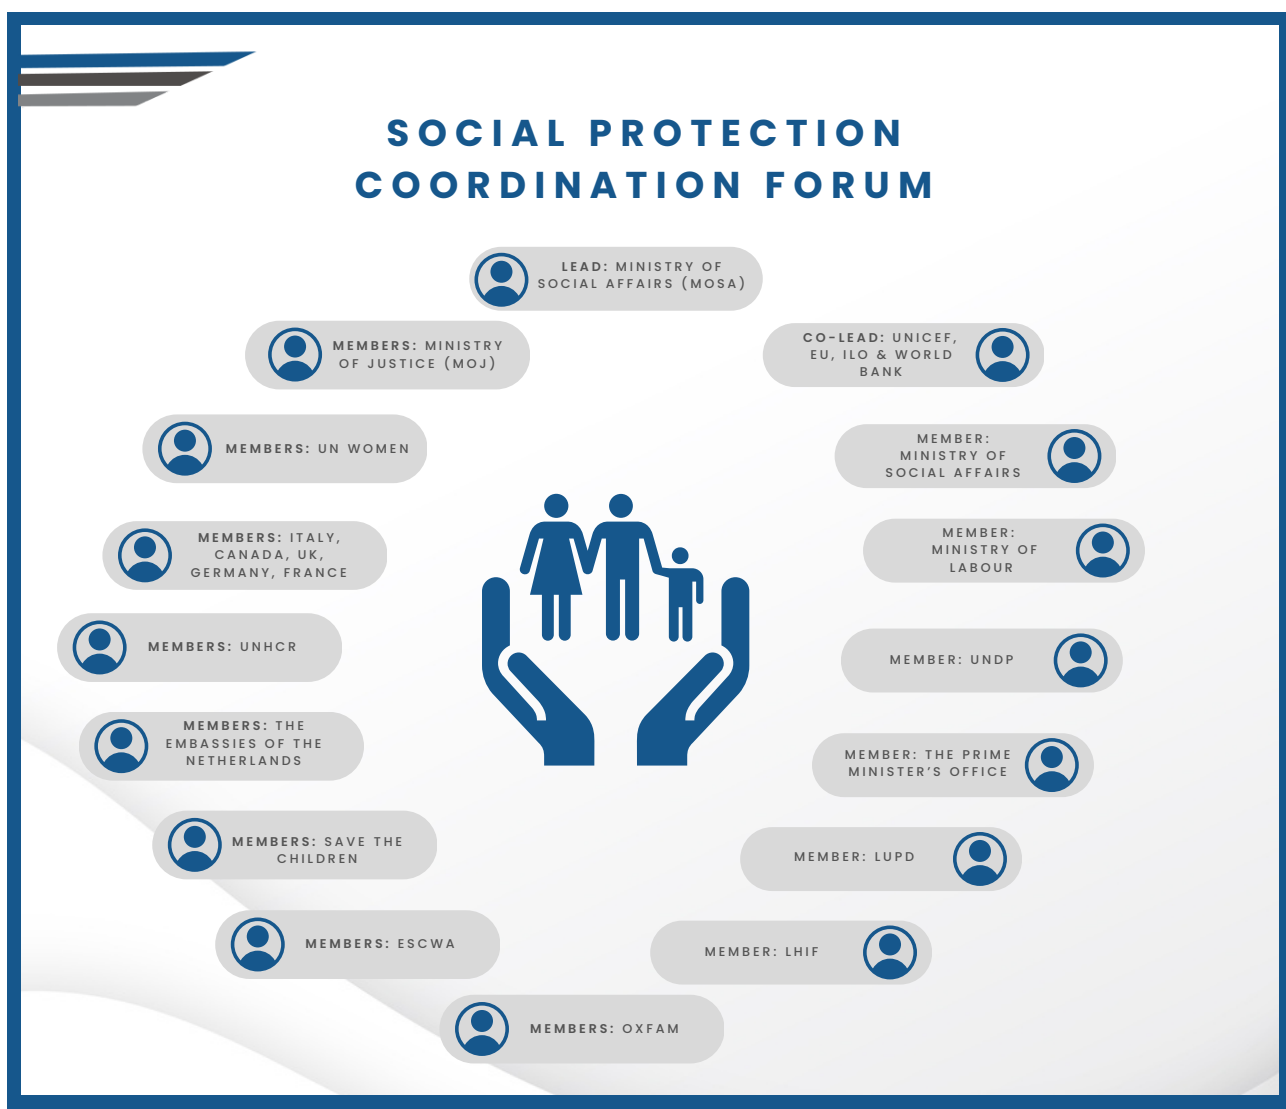 SOCIAL PROTECTION
COORDINATION FORUM
LEAD: MINISTRY OF
SOCIAL AFFAIRS (MOSA)
MEMBERS: MINISTRY
OF JUSTICE (MOJ)
CO-LEAD: UNICEF,
EU, ILO & WORLD
BANK
MEMBERS: UN WOMEN
MEMBER:
MINISTRY OF
SOCIAL AFFAIRS
MEMBERS: ITALY,
CANADA, UK,
GERMANY, FRANCE
MEMBER:
MINISTRY OF
LABOUR
MEMBERS: UNHCR
MEMBER: UNDP
MEMBERS: THE
EMBASSIES OF THE
NETHERLANDS
MEMBER: THE PRIME
MINISTER'S OFFICE
MEMBERS: SAVE THE
CHILDREN
MEMBER: LUPD
MEMBERS: ESCWA
MEMBER: LHIF
MEMBERS: OXFAM